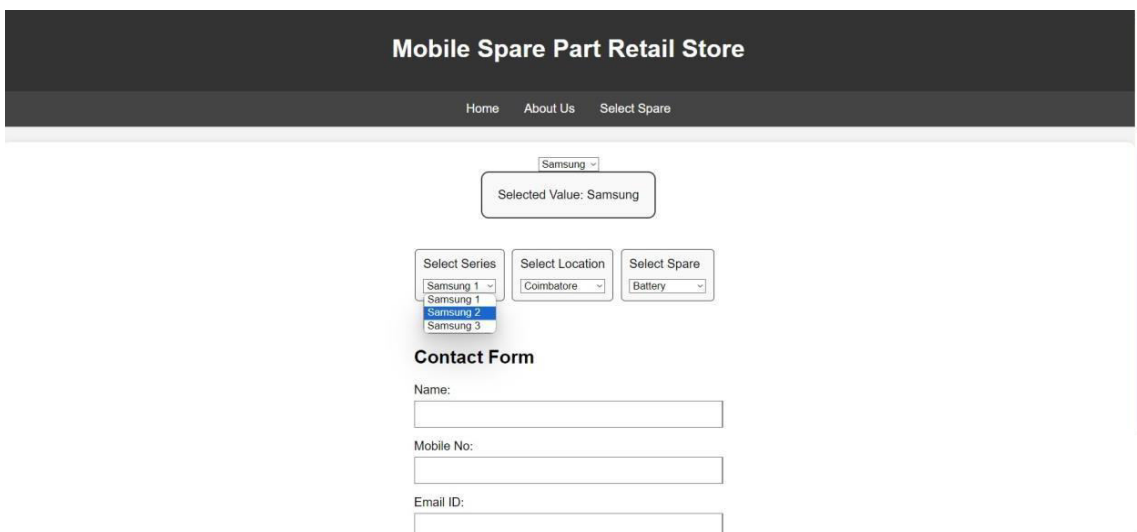 Mobile Spare Part Retail Store
Home About Us Select Spare
Samsung
Selected Value: Samsung
Select Series Select Location Select Spare
Samsung 1 Coimbatore Battery
Samsung 1
Samsung 2
Samsung 3
Contact Form
Name:
Mobile No:
Email ID: